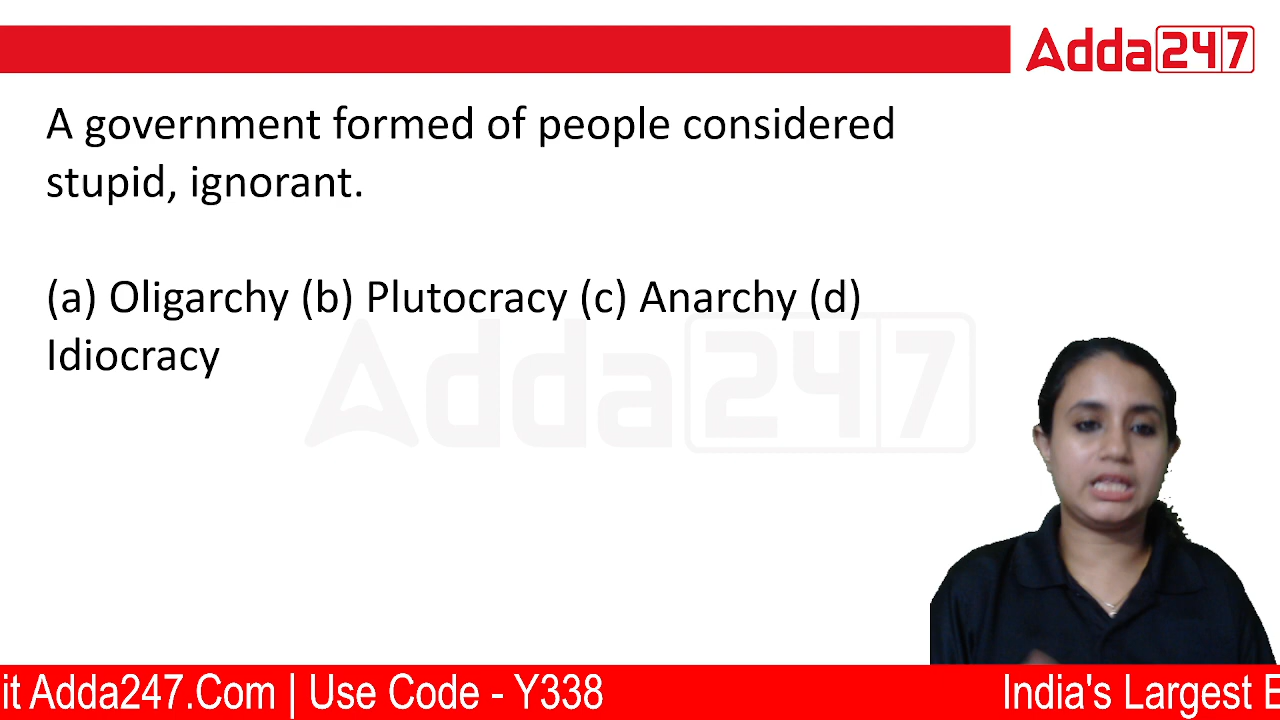 Adda247
A government formed of people considered
stupid, ignorant.
(a) Oligarchy (b) Plutocracy (c) Anarchy (d)
Idiocracy
Adda247
it Adda247.Com | Use Code - Y338
India's Largest E